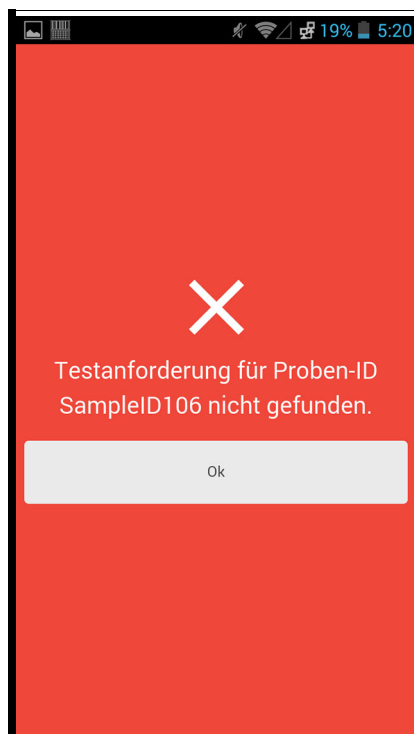 19% 5:20
Testanforderung für Proben-ID
SampleID106 nicht gefunden.
Ok